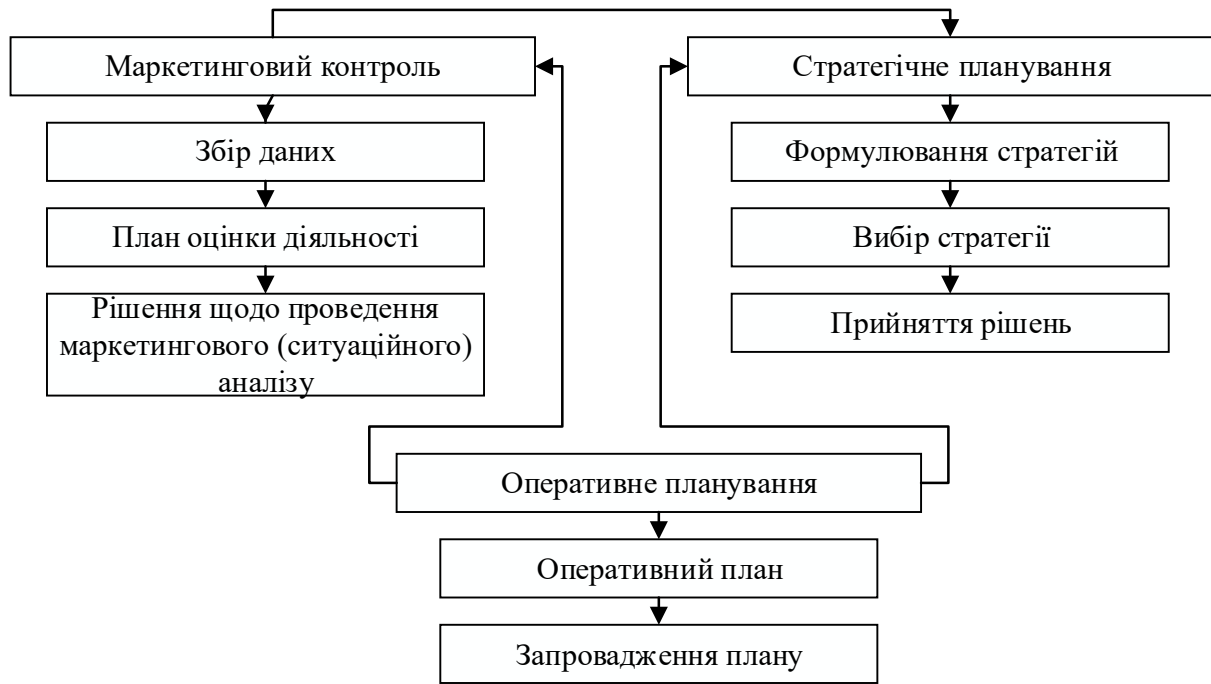 Маркетинговий контроль
Збір даних
План оцінки діяльності
Рішення щодо проведення
маркетингового (ситуаційного)
аналізу
Стратегічне планування
Формулювання стратегій
Вибір стратегії
Прийняття рішень
Оперативне планування
Оперативний план
Запровадження плану